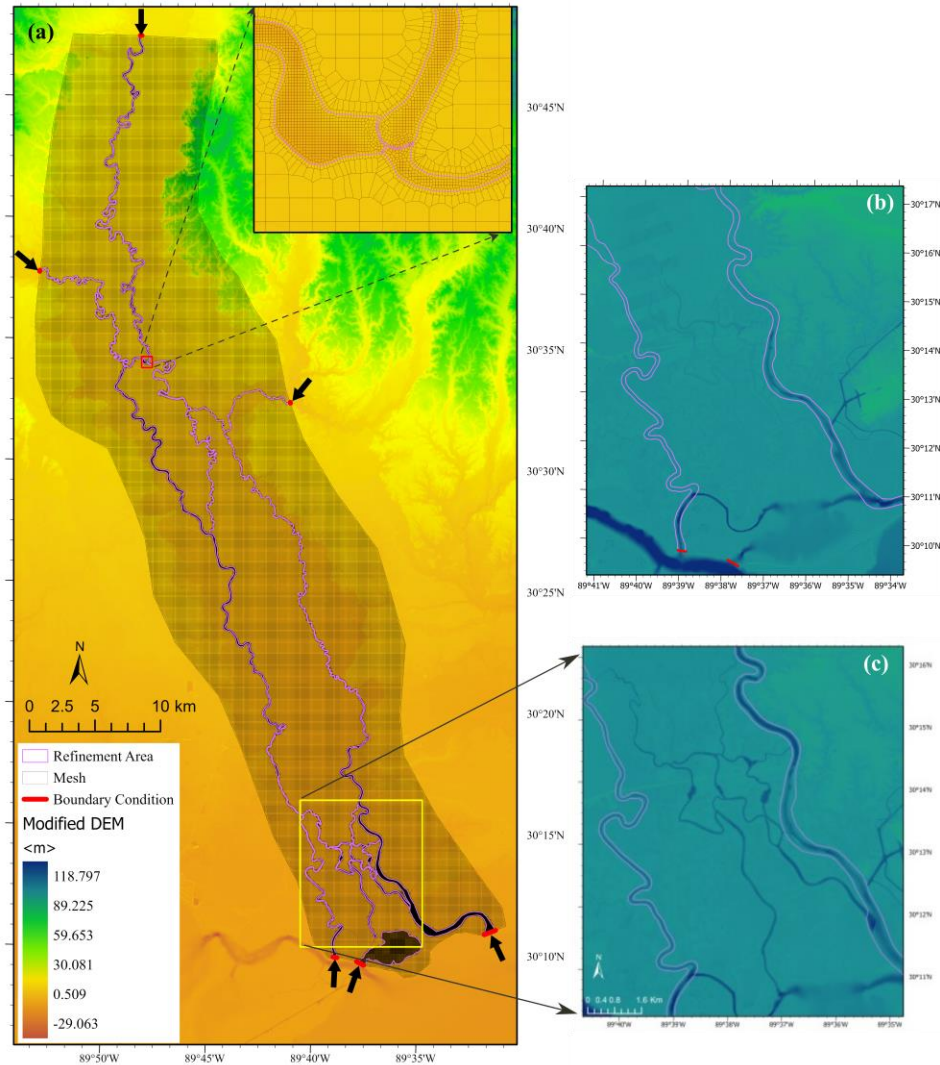 (a)
30°45'N
30°40'N
30°35'N
30°30'N
30°25'N
30°20'N
30°15'N
30°10'N
N
0 2.5 5 10 km
Refinement Area
Mesh
Boundary Condition
Modified DEM
<m>
118.797
89.225
59.653
30.081
0.509
-29.063
89°50'W 89°45'W 89°40'W 89°35'W
(b)
30°17'N
30°16'N
30°15'N
30°14'N
30°13'N
30°12'N
30°11'N
30°10'N
89°41'W 89°40'W 89°39'W 89°38'W 89°37'W 89°36'W 89°35'W 89°34'W
(c)
30°16'N
30°15'N
30°14'N
30°13'N
30°12'N
30°11'N
N
0 0.4 0.8 1.6 Km
89°40'W 89°39'W 89°38'W 89°37'W 89°36'W 89°35'W